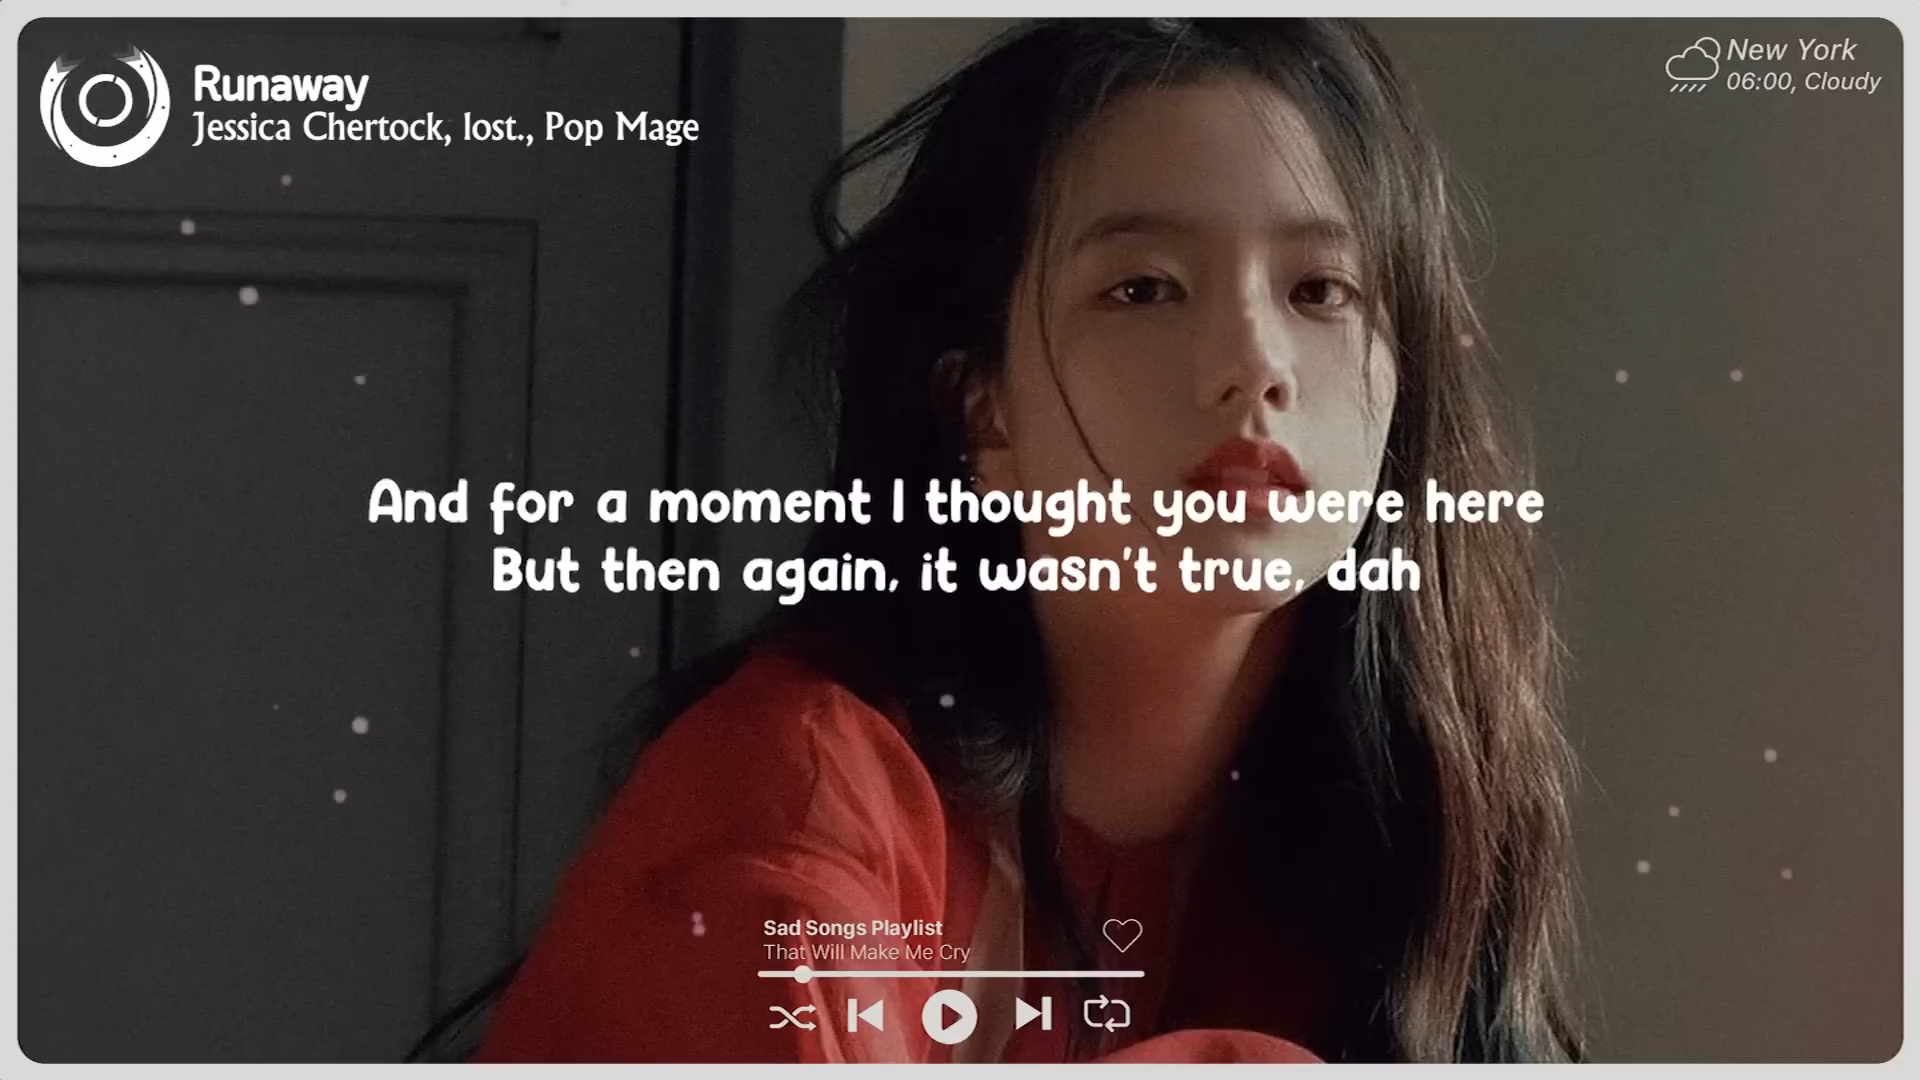 Runaway
Jessica Chertock, lost., Pop Mage
New York
06:00, Cloudy
And for a moment I thought you were here
But then again, it wasn't true, dah
Sad Songs Playlist
That Will Make Me Cry